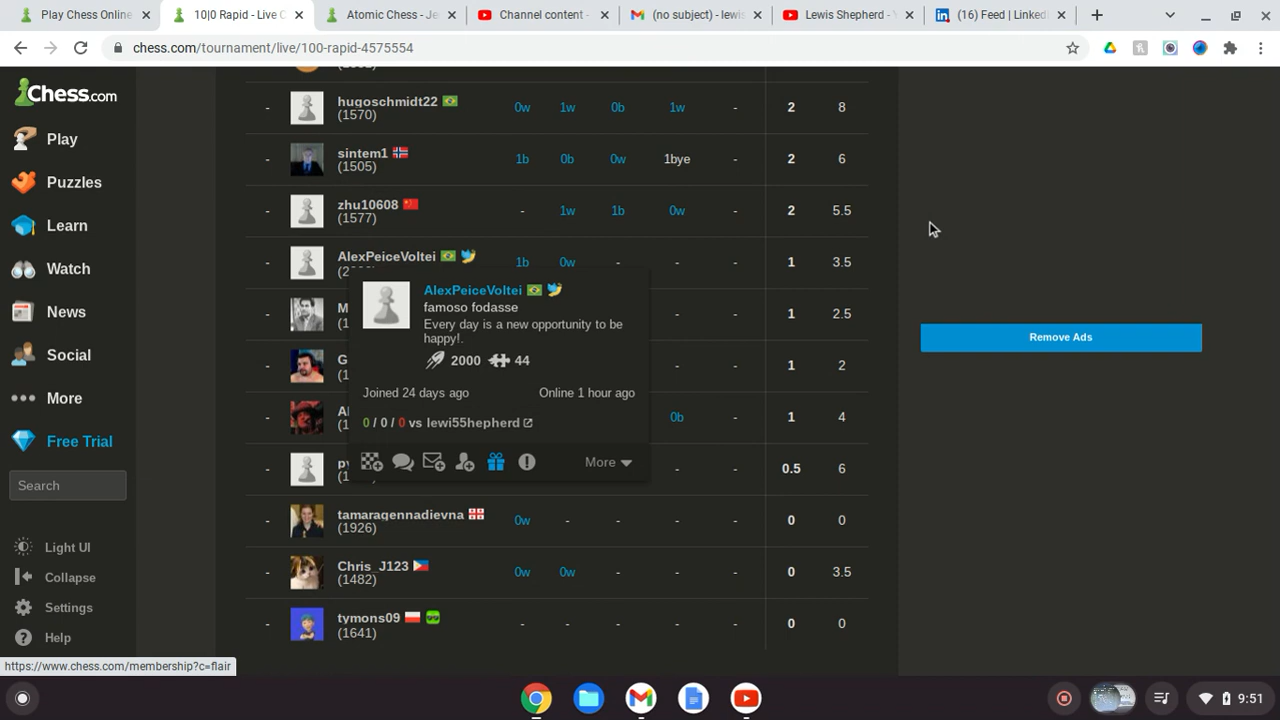 Play Chess Online
10|0 Rapid - Live C
Atomic Chess - Je
Channel content -
(no subject) - lewis
Lewis Shepherd - Y
(16) Feed | LinkedI
chess.com/tournament/live/100-rapid-4575554
Chess.com
Play
Puzzles
Learn
Watch
News
Social
More
Free Trial
Search
Light UI
Collapse
Settings
Help
hugoschmidt22 0w 1w 0b 1w - 2 8
- (1570)
sintem1 1b 0b 0w 1bye - 2 6
- (1505)
zhu10608 - 1w 1b 0w - 2 5.5
- (1577)
AlexPeiceVoltei 1b 0w - - - 1 3.5
AlexPeiceVoltei
famoso fodasse
Every day is a new opportunity to be
happy!.
2000 44
Joined 24 days ago Online 1 hour ago
0 / 0 / 0 vs lewi55hepherd
More
- M - - 1 2.5
(1
- G - - 1 2
(1
- Al 0b - 1 4
(1
- py - - 0.5 6
(1
tamaragennadievna 0w - - - - 0 0
- (1926)
Chris_J123 0w 0w - - - 0 3.5
- (1482)
tymons09 - - - - - 0 0
- (1641)
Remove Ads
https://www.chess.com/membership?c=flair
9:51